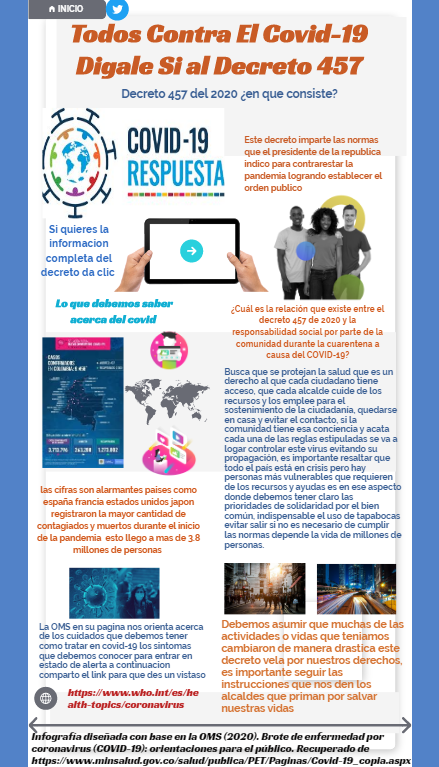 INICIO
Todos Contra El Covid-19
Digale Si al Decreto 457
Decreto 457 del 2020 ¿en que consiste?
COVID-19
RESPUESTA
Este decreto imparte las normas
que el presidente de la republica
indico para contrarestar la
pandemia logrando establecer el
orden publico
Si quieres la
informacion
completa del
decreto da clic
Lo que debemos saber
acerca del covid
¿Cuál es la relación que existe entre el
decreto 457 de 2020 y la
responsabilidad social por parte de la
comunidad durante la cuarentena a
causa del COVID-19?
CASOS
CONFIRMADOS
EN COLOMBIA:
Busca que se protejan la salud que es un
derecho al que cada ciudadano tiene
acceso, que cada alcalde cuide de los
recursos y los emplee para el
sostenimiento de la ciudadania, quedarse
en casa y evitar el contacto, si la
comunidad tiene esa conciencia y acata
cada una de las reglas estipuladas se va a
logar controlar este virus evitando su
propagación, es importante resaltar que
todo el país está en crisis pero hay
personas más vulnerables que requieren
de los recursos y ayudas es en ese aspecto
donde debemos tener claro las
prioridades de solidaridad por el bien
común, indispensable el uso de tapabocas
evitar salir si no es necesario de cumplir
las normas depende la vida de millones de
personas.
las cifras son alarmantes paises como
españa francia estados unidos japon
registraron la mayor cantidad de
contagiados y muertos durante el inicio
de la pandemia esto llego a mas de 3.8
millones de personas
La OMS en su pagina nos orienta acerca
de los cuidados que debemos tener
como tratar en covid-19 los sintomas
que debemos conocer para entrar en
estado de alerta a continuacion
comparto el link para que des un vistaso
https://www.who.int/es/he
alth-topics/coronavirus
Debemos asumir que muchas de las
actividades o vidas que teniamos
cambiaron de manera drastica este
decreto vela por nuestros derechos,
es importante seguir las
instrucciones que nos den los
alcaldes que priman por salvar
nuestras vidas
Infografia diseñada con base en la OMS (2020). Brote de enfermedad por
coronavirus (COVID-19): orientaciones para el público. Recuperado de
https://www.minsalud.gov.co/salud/publica/PET/Paginas/Covid-19_copia.aspx